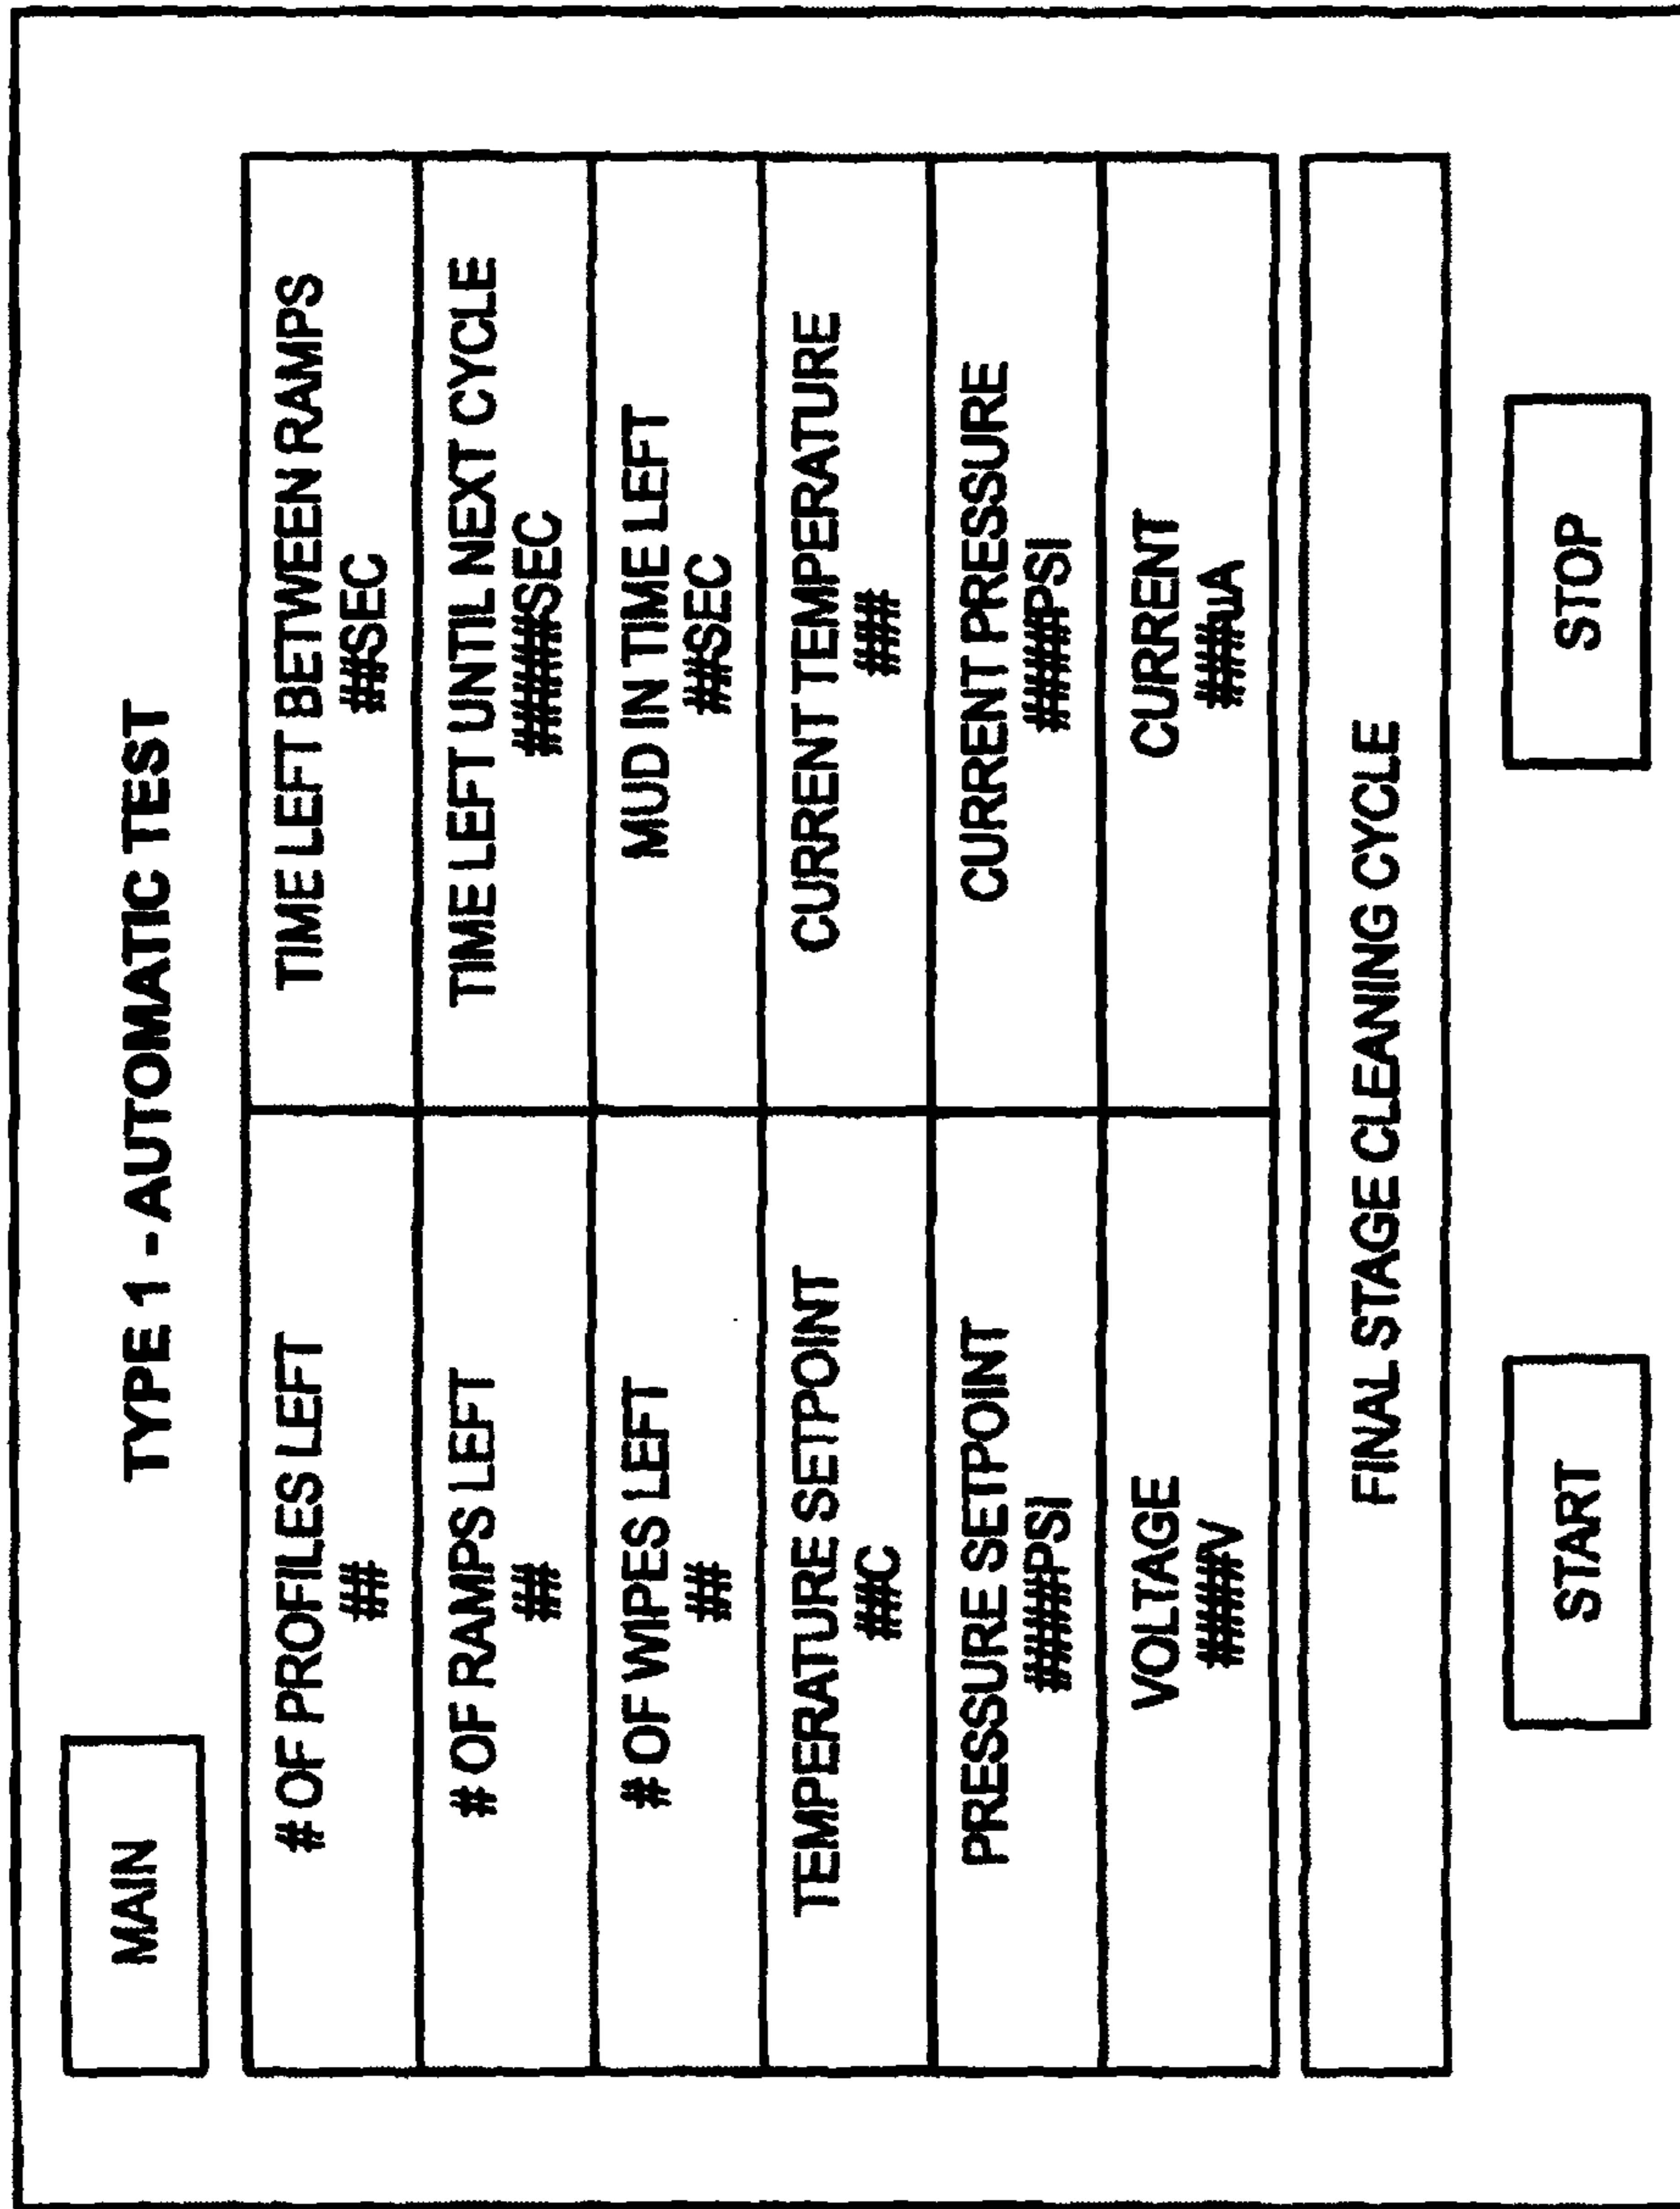 MAIN
TYPE 1 - AUTOMATIC TEST
# OF PROFILES LEFT
##
TIME LEFT BETWEEN RAMPS
##SEC
# OF RAMPS LEFT
##
TIME LEFT UNTIL NEXT CYCLE
#####SEC
# OF WIPES LEFT
##
MUD IN TIME LEFT
##SEC
TEMPERATURE SETPOINT
###C
CURRENT TEMPERATURE
###
PRESSURE SETPOINT
####PSI
CURRENT PRESSURE
####PSI
VOLTAGE
####V
CURRENT
###uA
FINAL STAGE CLEANING CYCLE
START
STOP